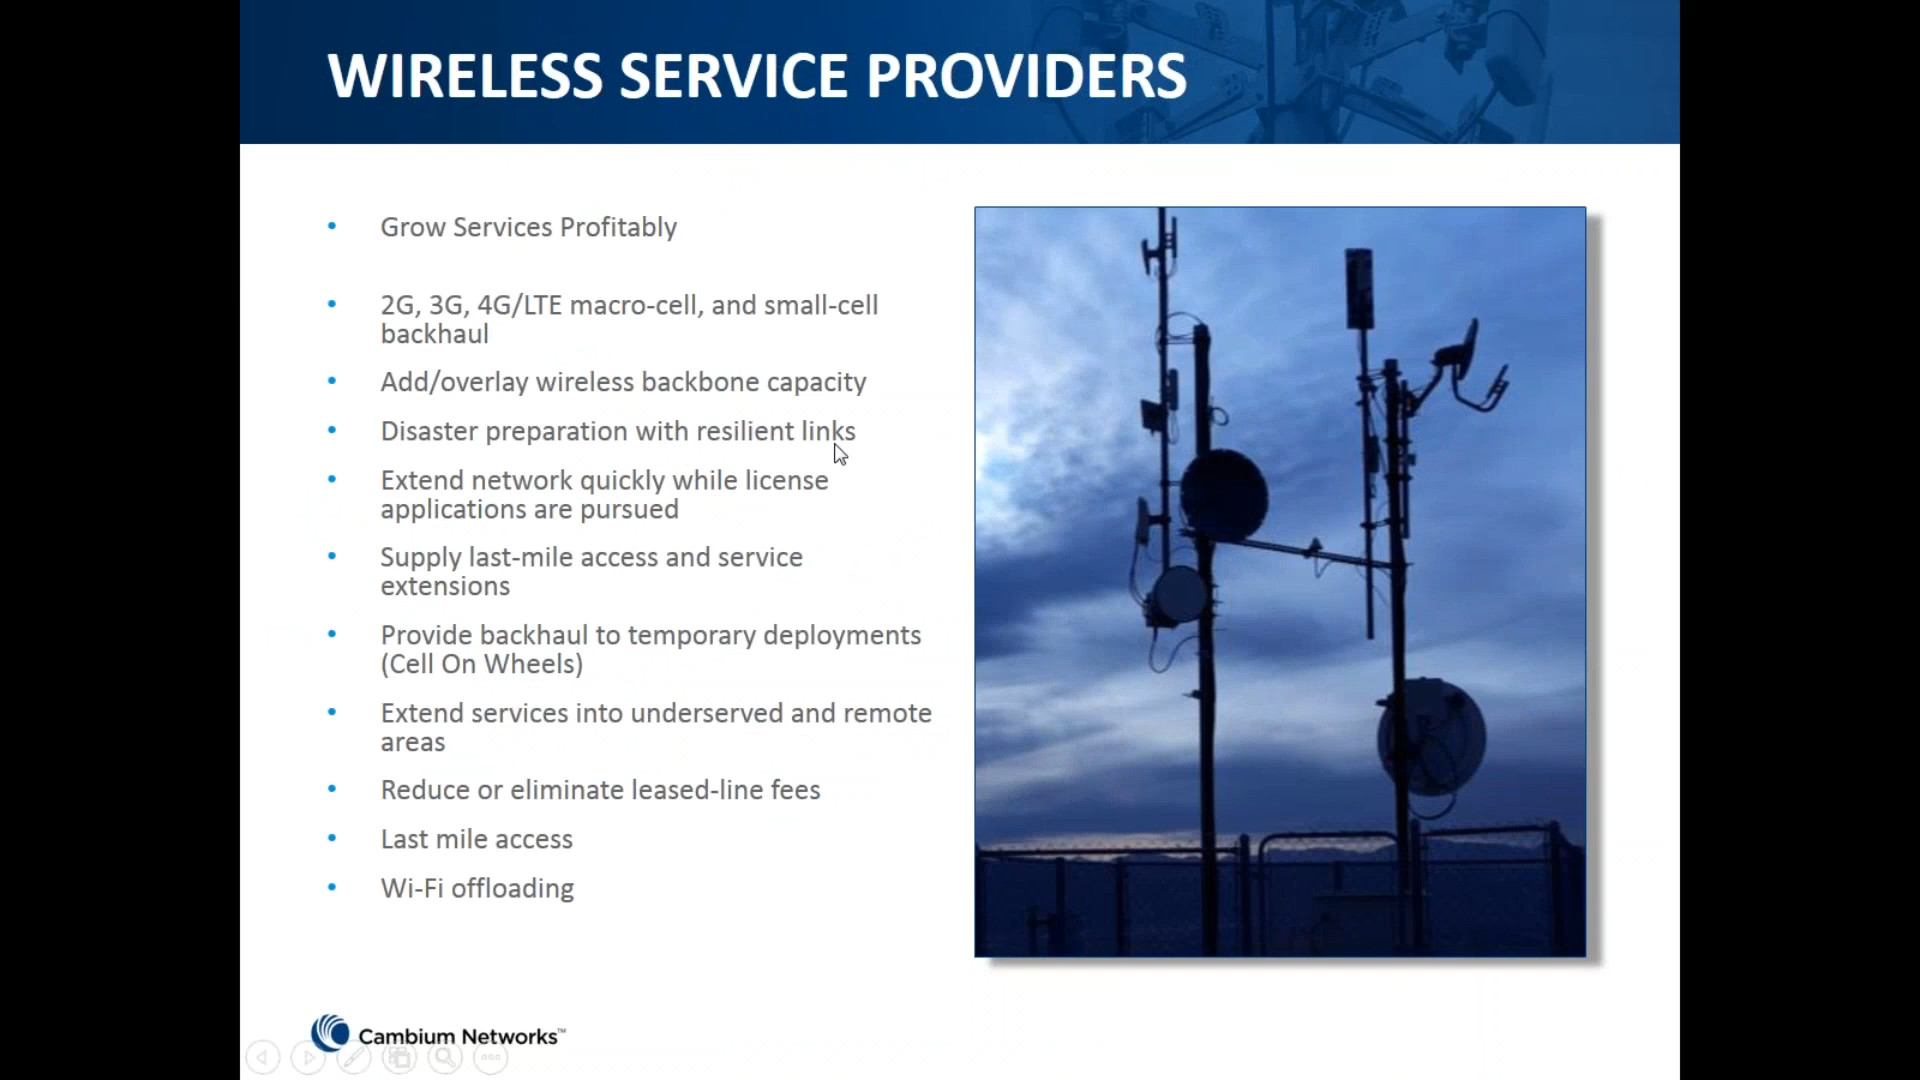 WIRELESS SERVICE PROVIDERS
• Grow Services Profitably
• 2G, 3G, 4G/LTE macro-cell, and small-cell
backhaul
• Add/overlay wireless backbone capacity
• Disaster preparation with resilient links
• Extend network quickly while license
applications are pursued
• Supply last-mile access and service
extensions
• Provide backhaul to temporary deployments
(Cell On Wheels)
• Extend services into underserved and remote
areas
• Reduce or eliminate leased-line fees
• Last mile access
• Wi-Fi offloading
Cambium Networks™